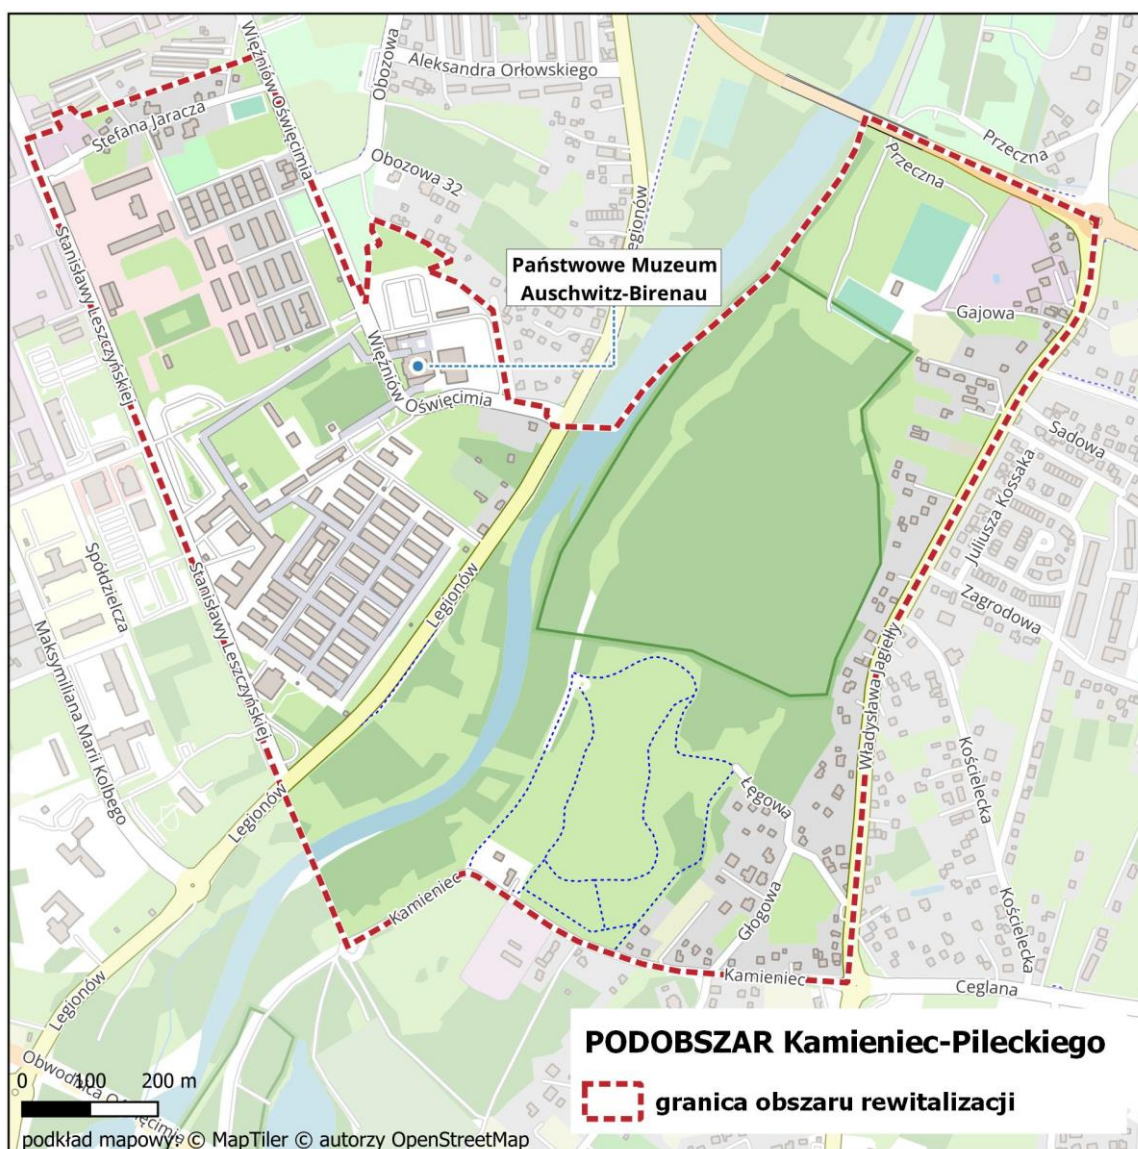 Więźniów Oświęcimia
Obozowa
Aleksandra Orłowskiego
Stefana Jaracza
Obozowa 32
Legionów
Przeczna
Przeczna
Państwowe Muzeum
Auschwitz-Birenau
Stanisławy Leszczyńskiej
Gajowa
Więźniów
Oświęcimia
Sadowa
Juliusza Kossaka
Spółdzielcza
Stanisławy Leszczyńskiej
Legionów
Zagrodowa
Maksymiliana Marii Kolbego
Władysława Jagiełły
Kościelecka
Łęgowa
Legionów
Kamieniec
Głogowa
Kościelecka
Kamieniec
Ceglana
Legionów
PODOBSZAR Kamieniec-Pileckiego
granica obszaru rewitalizacji
Obwodnica Oświęcimia
0 100 200 m
podkład mapowy: © MapTiler © autorzy OpenStreetMap